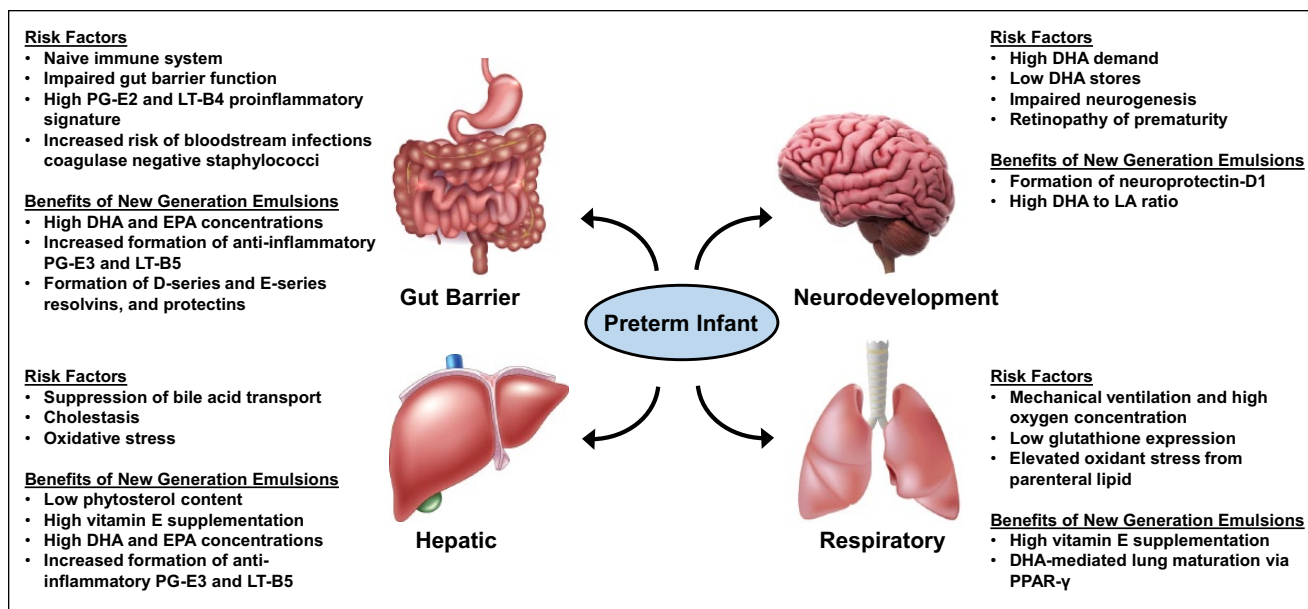 Risk Factors
• Naive immune system
• Impaired gut barrier function
• High PG-E2 and LT-B4 proinflammatory
signature
• Increased risk of bloodstream infections
coagulase negative staphylococci
Benefits of New Generation Emulsions
• High DHA and EPA concentrations
• Increased formation of anti-inflammatory
PG-E3 and LT-B5
• Formation of D-series and E-series
resolvins, and protectins
Gut Barrier
Risk Factors
• High DHA demand
• Low DHA stores
• Impaired neurogenesis
• Retinopathy of prematurity
Benefits of New Generation Emulsions
• Formation of neuroprotectin-D1
• High DHA to LA ratio
Neurodevelopment
Preterm Infant
Risk Factors
• Suppression of bile acid transport
• Cholestasis
• Oxidative stress
Benefits of New Generation Emulsions
• Low phytosterol content
• High vitamin E supplementation
• High DHA and EPA concentrations
• Increased formation of anti-
inflammatory PG-E3 and LT-B5
Hepatic
Risk Factors
• Mechanical ventilation and high
oxygen concentration
• Low glutathione expression
• Elevated oxidant stress from
parenteral lipid
Benefits of New Generation Emulsions
• High vitamin E supplementation
• DHA-mediated lung maturation via
PPAR-γ
Respiratory